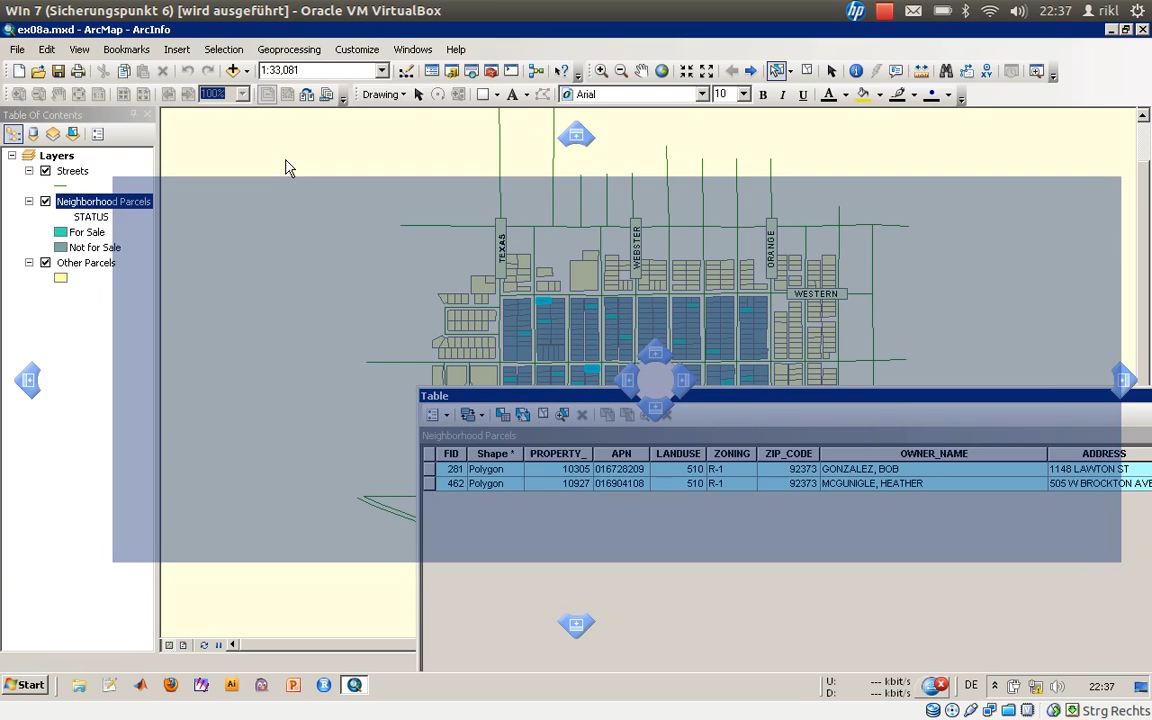 WIn 7 (Sicherungspunkt 6) [wird ausgeführt] - Oracle VM VirtualBox
22:37 rikl
ex08a.mxd - ArcMap - ArcInfo
File Edit View Bookmarks Insert Selection Geoprocessing Customize Windows Help
1:33,081
100% Drawing Arial 10 B I U A
Table Of Contents
Layers
Streets
Neighborhood Parcels
STATUS
For Sale
Not for Sale
Other Parcels
TEXAS
WEBSTER
ORANGE
WESTERN
Table
Neighborhood Parcels
FID Shape * PROPERTY_ APN LANDUSE ZONING ZIP_CODE OWNER_NAME ADDRESS
281 Polygon 10305 016728209 510 R-1 92373 GONZALEZ, BOB 1148 LAWTON ST
462 Polygon 10927 016904108 510 R-1 92373 MCGUNIGLE, HEATHER 505 W BROCKTON AVE
Start
U: --- kbit/s
D: --- kbit/s
DE 22:37
Strg Rechts